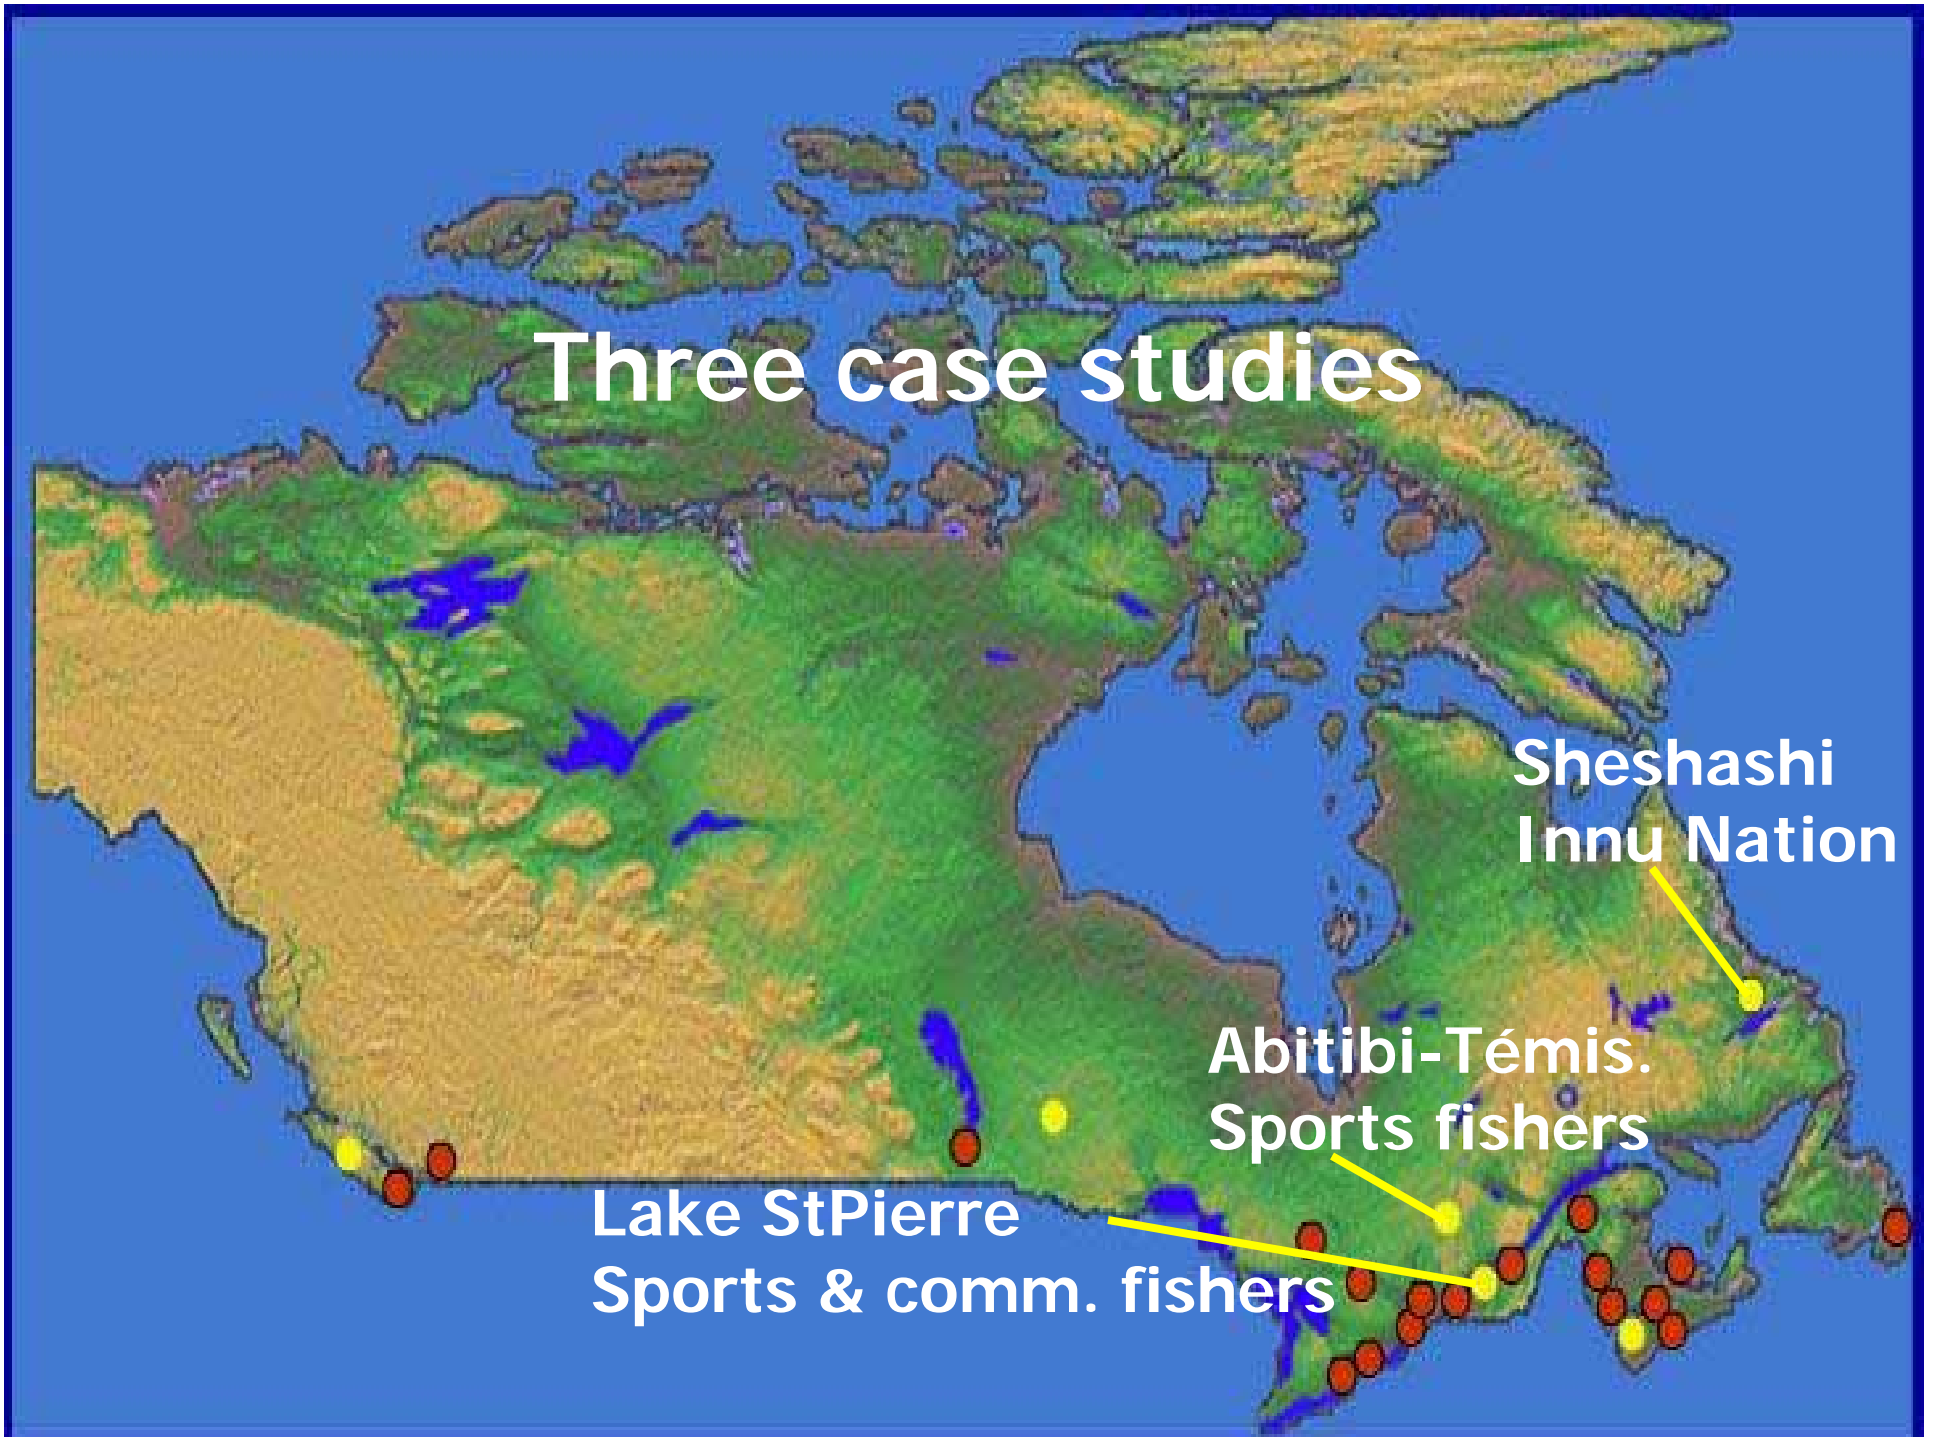 Three case studies
Sheshashi
Innu Nation
Abitibi-Témis.
Sports fishers
Lake StPierre
Sports & comm. fishers